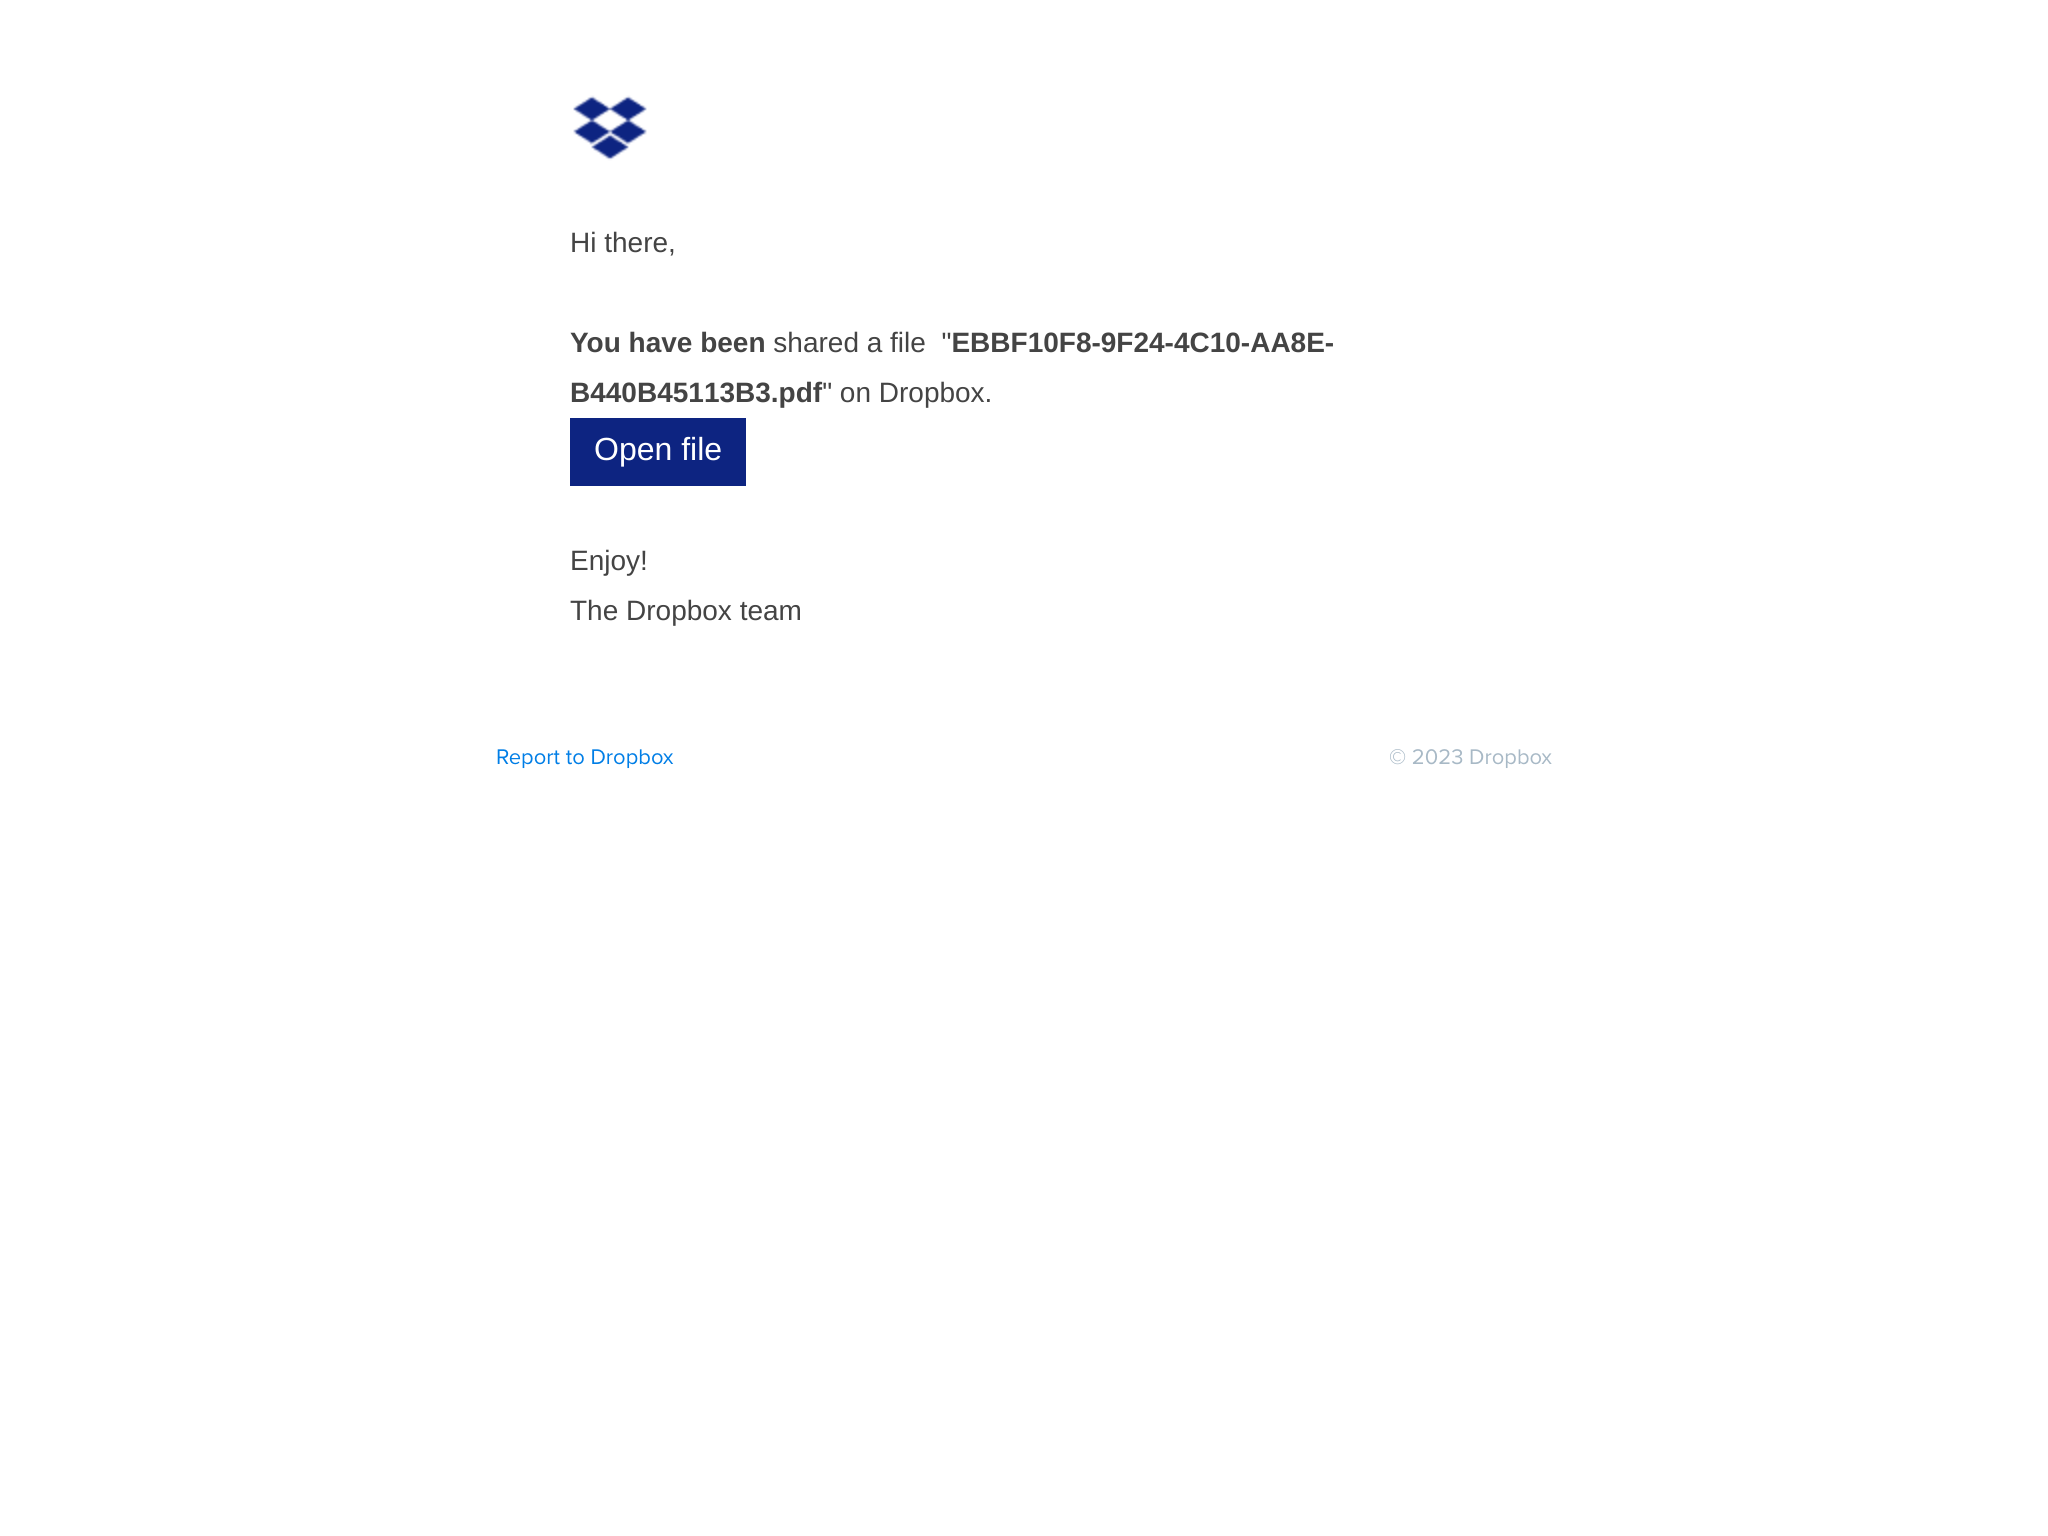 Hi there,
You have been shared a file  "EBBF10F8-9F24-4C10-AA8E-
B440B45113B3.pdf" on Dropbox.
Open file
Enjoy!
The Dropbox team
Report to Dropbox
© 2023 Dropbox